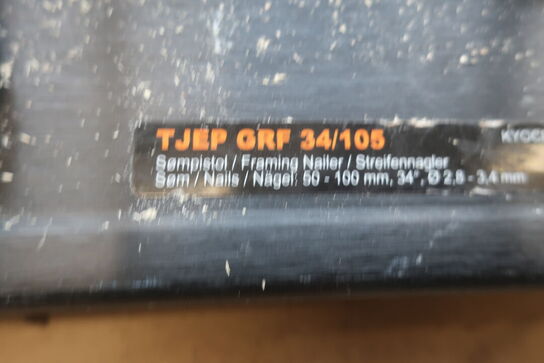 TJEP GRF 34/105
KYOCE
Sømpistol / Framing Nailer / Streifennagler
Søm / Nails / Nägel: 50 - 100 mm, 34°, Ø 2,8 - 3,4 mm